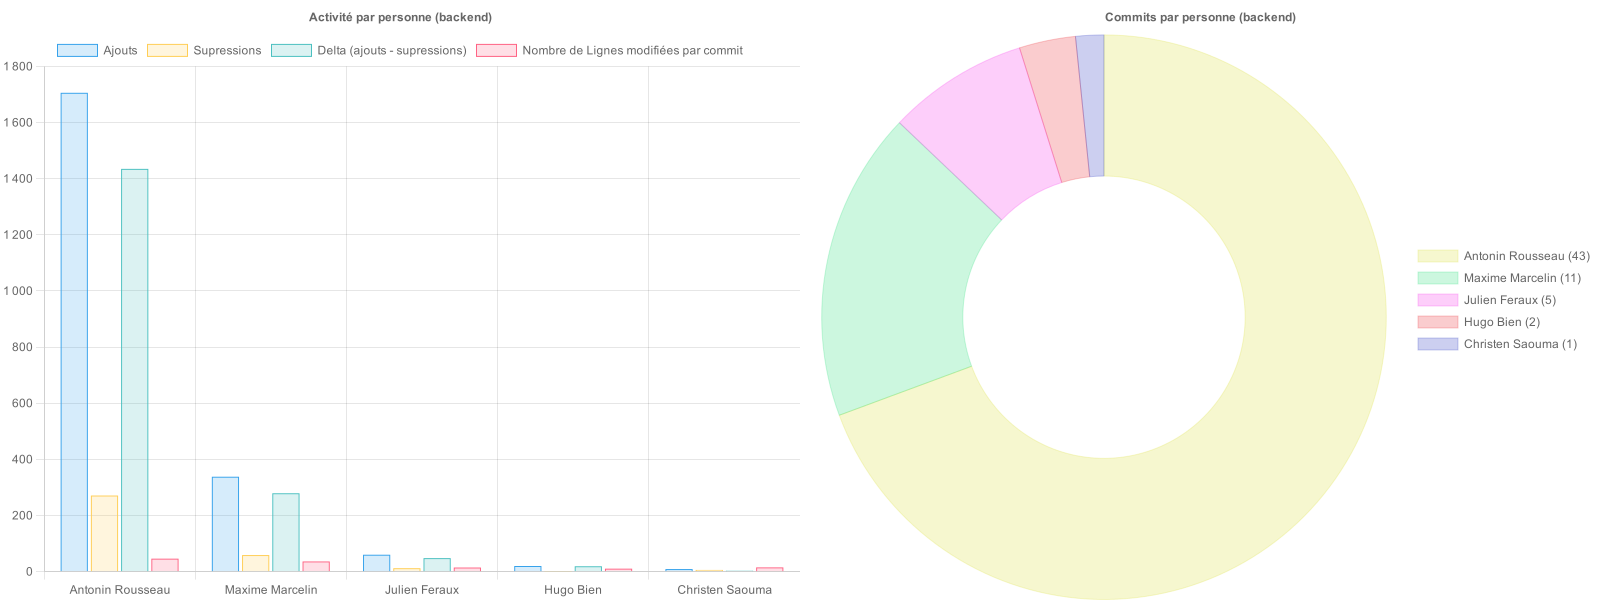 Activité par personne (backend)
Ajouts
Supressions
Delta (ajouts - supressions)
Nombre de Lignes modifiées par commit
1 800
1 600
1 400
1 200
1 000
800
600
400
200
0
Antonin Rousseau
Maxime Marcelin
Julien Feraux
Hugo Bien
Christen Saouma
Commits par personne (backend)
Antonin Rousseau (43)
Maxime Marcelin (11)
Julien Feraux (5)
Hugo Bien (2)
Christen Saouma (1)